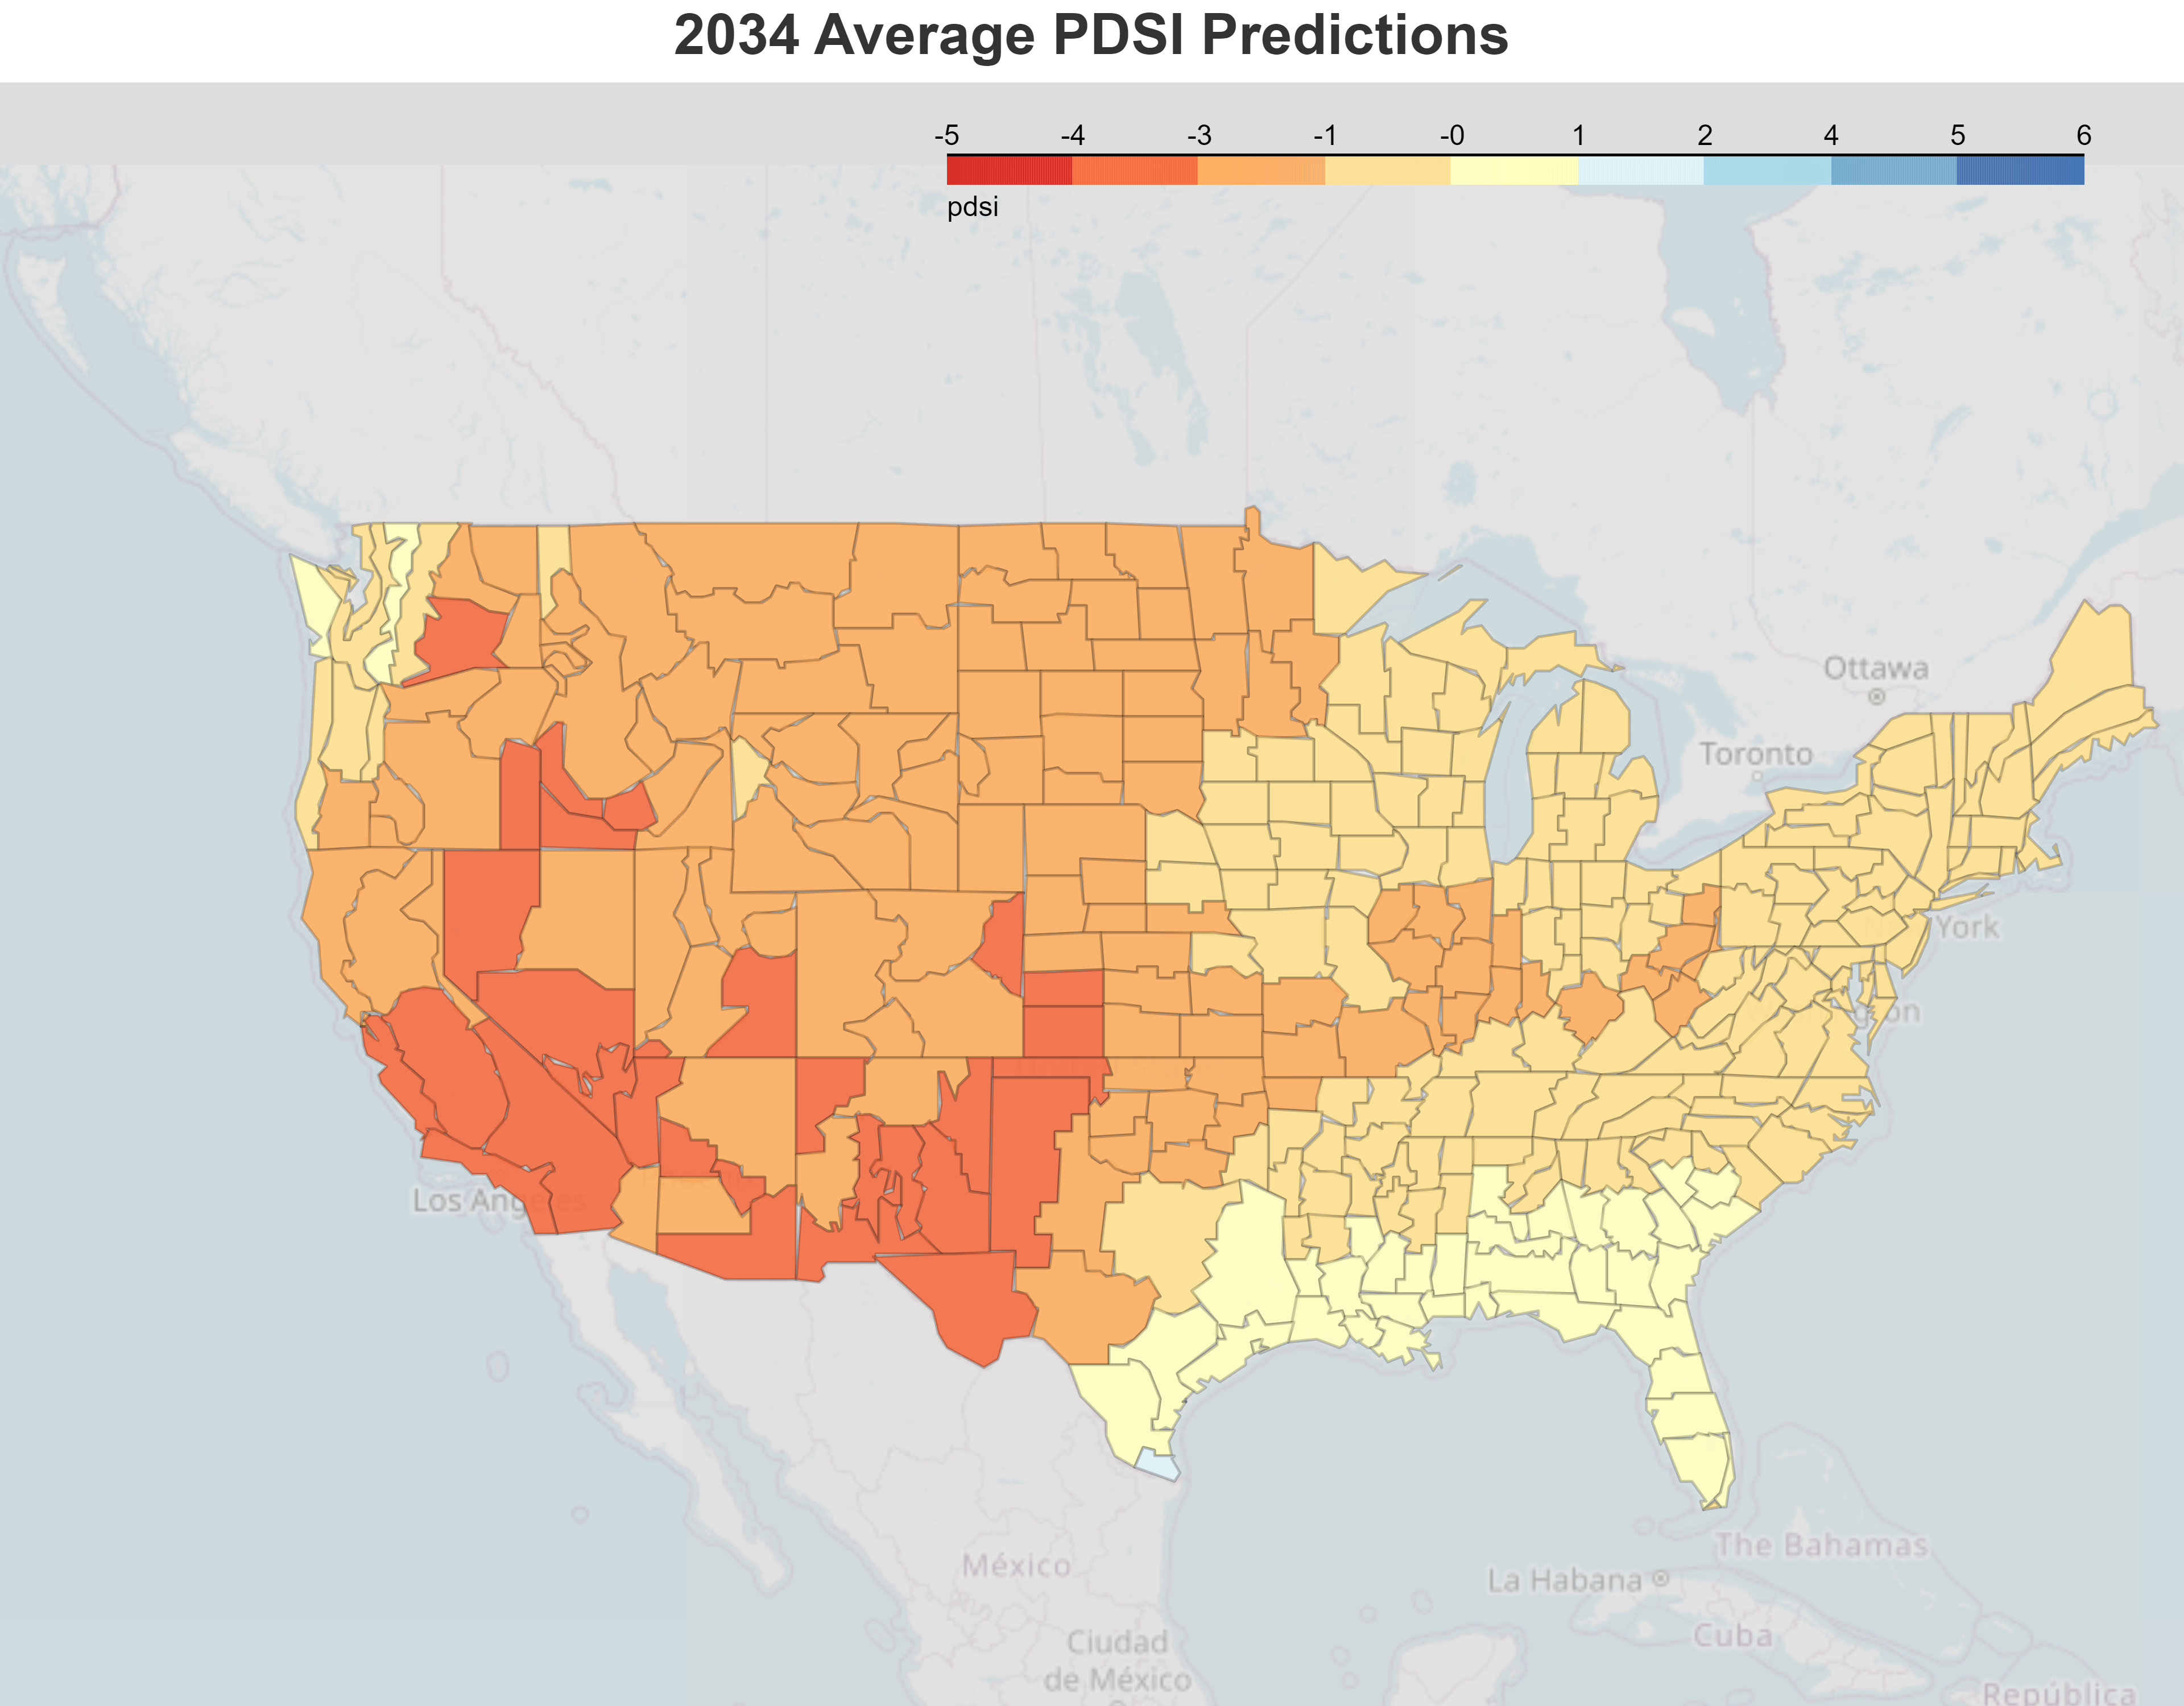 2034 Average PDSI Predictions
-5 -4 -3 -1 -0 1 2 4 5 6
pdsi
Ottawa
Toronto
York
Los Angeles
México
The Bahamas
La Habana
Cuba
Ciudad
de México
República